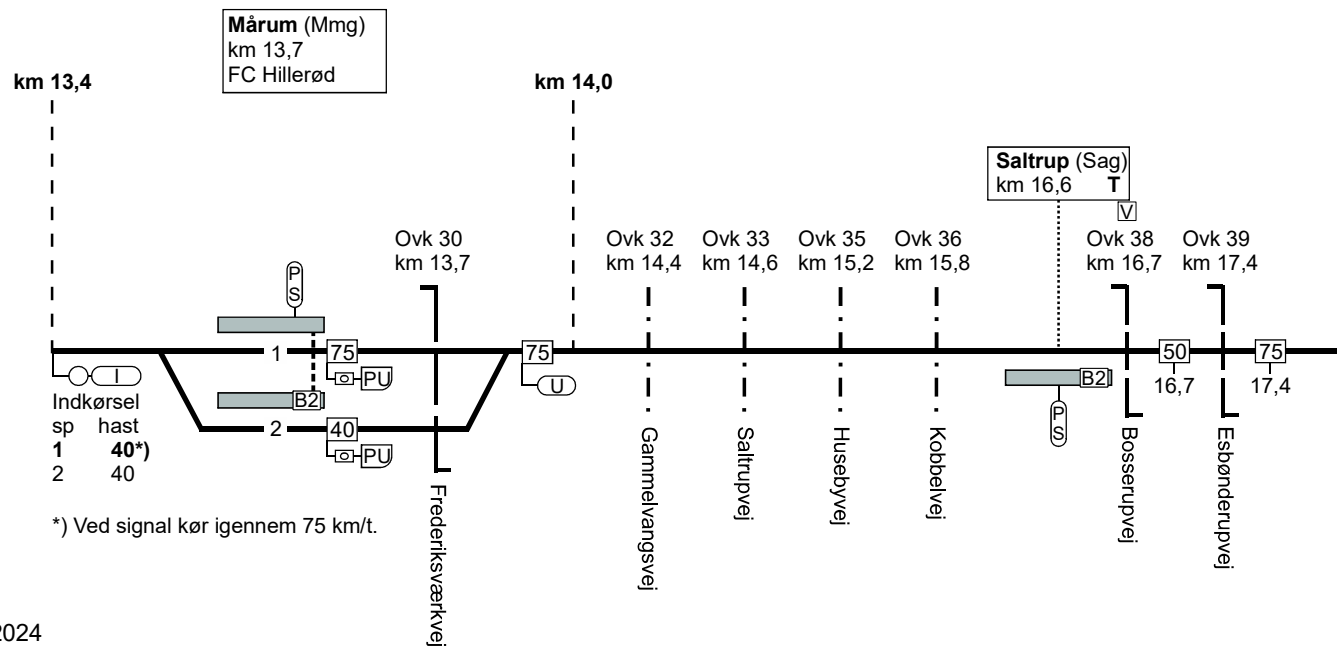 Mårum (Mmg)
km 13,7
FC Hillerød
km 13,4
km 14,0
Saltrup (Sag)
km 16,6 T
V
Ovk 30
km 13,7
Ovk 32
km 14,4
Ovk 33
km 14,6
Ovk 35
km 15,2
Ovk 36
km 15,8
Ovk 38
km 16,7
Ovk 39
km 17,4
P
S
1
75
75
50
75
I
PU
U
16,7
17,4
B2
B2
P
S
Indkørsel
sp hast
1 40*)
2 40
2
40
PU
*) Ved signal kør igennem 75 km/t.
Frederiksværkvej
Gammelvangsvej
Saltrupvej
Husebyvej
Kobbelvej
Bosserupvej
Esbønderupvej
2024